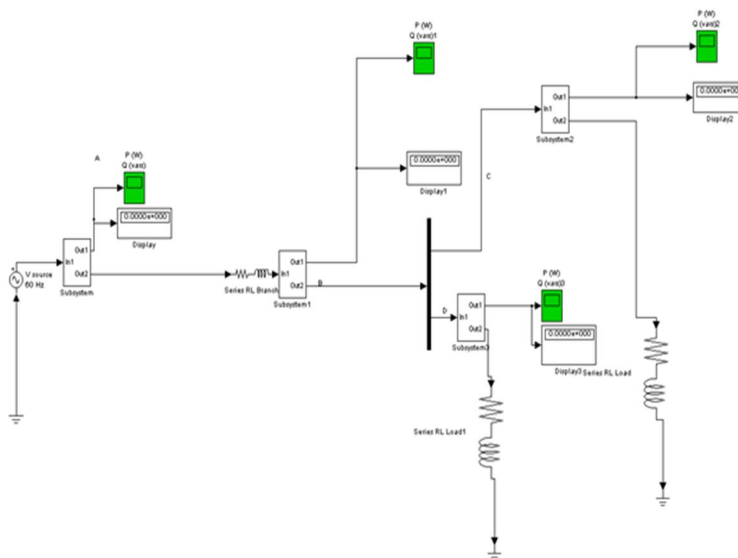 P (W)
Q (vars)2
P (W)
Q (vars)1
Out1
In1
Out2
Subsystem2
0.0000e+00
Display2
A
P (W)
Q (vars)
0.0000e+000
Display1
C
0.0000e+000
Display
Out1
In1
Out2
Subsystem
V source
60 Hz
Series RL Branch
Out1
In1
Out2
Subsystem1
B
D
Out1
In1
Out2
Subsystem3
P (W)
Q (vars)3
0.0000e+000
Display3
Series RL Load
Series RL Load1